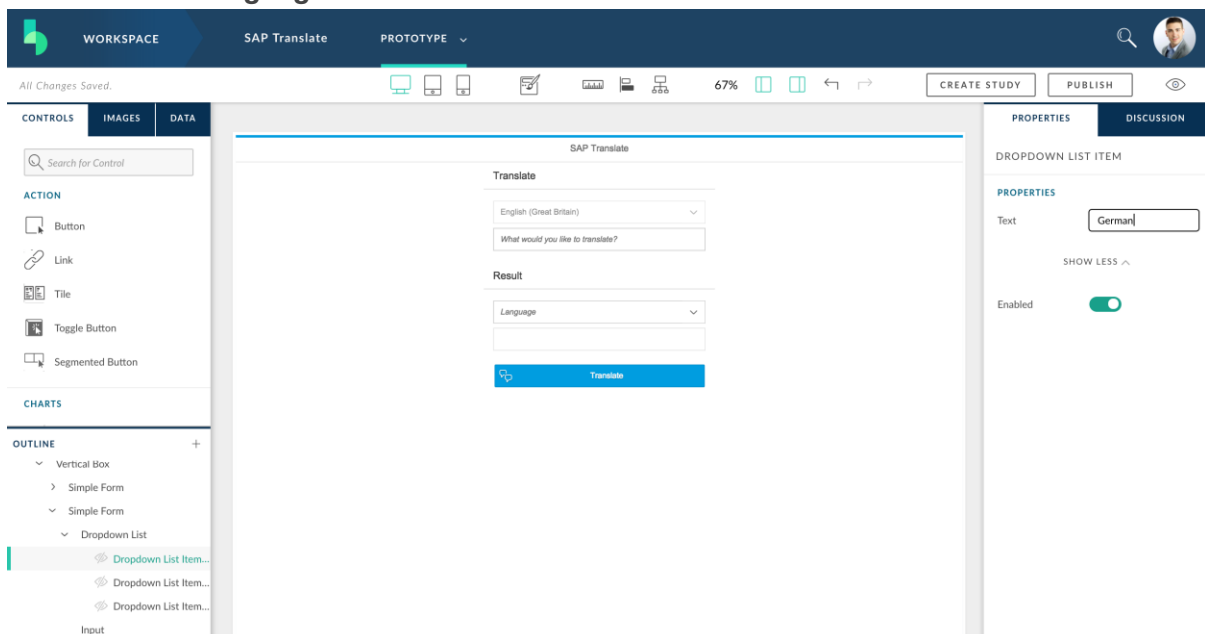 WORKSPACE
SAP Translate
PROTOTYPE
All Changes Saved.
67%
CREATE STUDY
PUBLISH
CONTROLS
IMAGES
DATA
Search for Control
ACTION
Button
Link
Tile
Toggle Button
Segmented Button
CHARTS
OUTLINE
Vertical Box
Simple Form
Simple Form
Dropdown List
Dropdown List Item...
Dropdown List Item...
Dropdown List Item...
Input
SAP Translate
Translate
English (Great Britain)
What would you like to translate?
Result
Language
Translate
PROPERTIES
DISCUSSION
DROPDOWN LIST ITEM
PROPERTIES
Text
German
SHOW LESS
Enabled